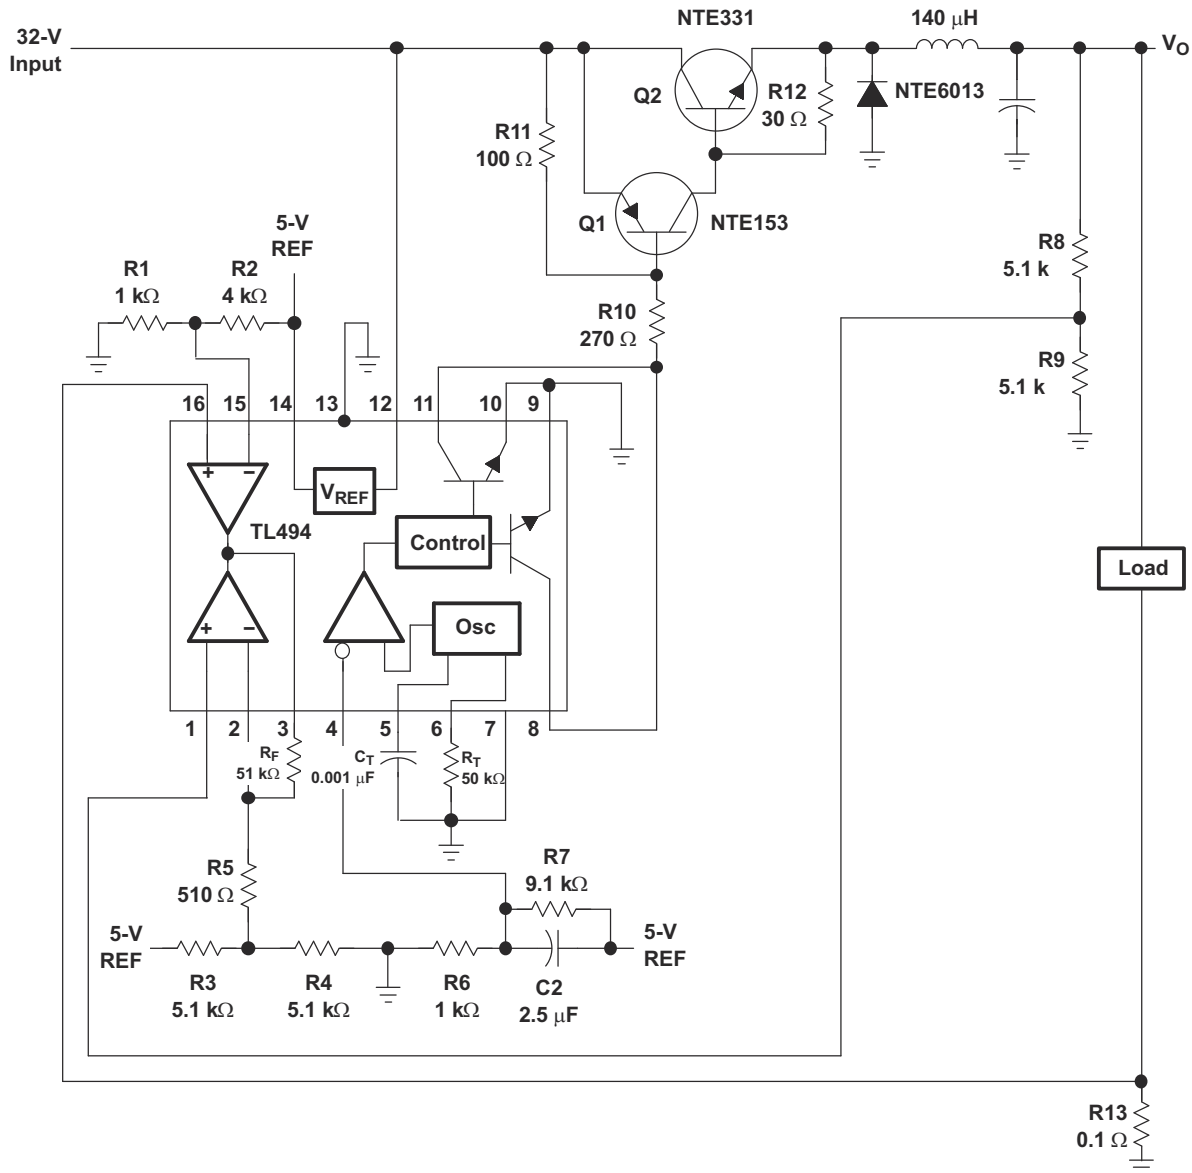 NTE331
140 μH
32-V
Input
VO
Q2
R12
30 Ω
NTE6013
R11
100 Ω
Q1
NTE153
5-V
REF
R1
1 kΩ
R2
4 kΩ
R8
5.1 k
R10
270 Ω
R9
5.1 k
16
15
14
13
12
11
10
9
+
−
VREF
TL494
Control
+
−
Osc
Load
1
2
3
4
5
6
7
8
RF
51 kΩ
CT
0.001 μF
RT
50 kΩ
R5
510 Ω
R7
9.1 kΩ
5-V
REF
5-V
REF
R3
5.1 kΩ
R4
5.1 kΩ
R6
1 kΩ
C2
2.5 μF
R13
0.1 Ω